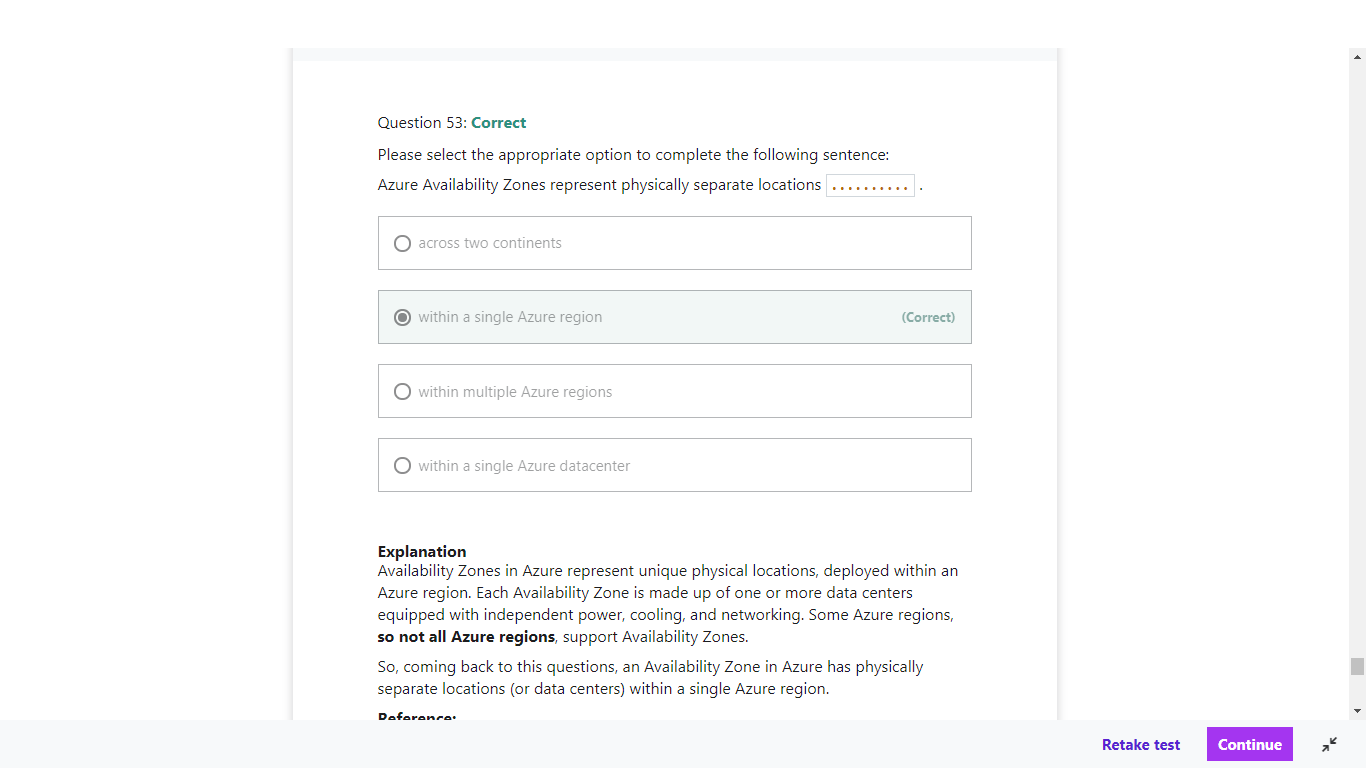 Question 53: Correct
Please select the appropriate option to complete the following sentence:
Azure Availability Zones represent physically separate locations .......... .
across two continents
within a single Azure region (Correct)
within multiple Azure regions
within a single Azure datacenter
Explanation
Availability Zones in Azure represent unique physical locations, deployed within an
Azure region. Each Availability Zone is made up of one or more data centers
equipped with independent power, cooling, and networking. Some Azure regions,
so not all Azure regions, support Availability Zones.
So, coming back to this questions, an Availability Zone in Azure has physically
separate locations (or data centers) within a single Azure region.
Reference:
Retake test Continue